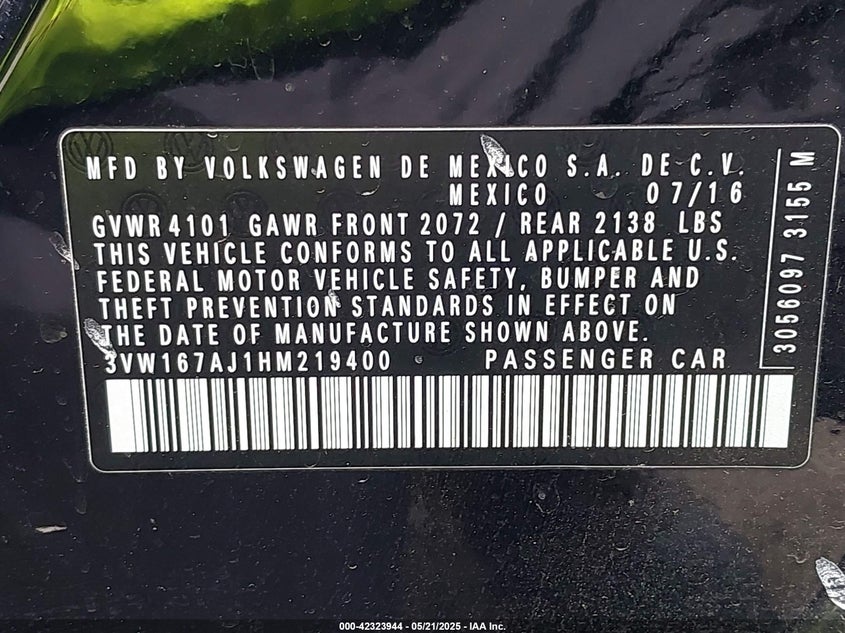 MFD BY VOLKSWAGEN DE MEXICO S.A. DE C.V.
MEXICO 07/16
GVWR 4101 GAWR FRONT 2072 / REAR 2138 LBS
THIS VEHICLE CONFORMS TO ALL APPLICABLE U.S.
FEDERAL MOTOR VEHICLE SAFETY, BUMPER AND
THEFT PREVENTION STANDARDS IN EFFECT ON
THE DATE OF MANUFACTURE SHOWN ABOVE.
3VW167AJ1HM219400 PASSENGER CAR
3056097 3155 M
000-42323944 - 05/21/2025 - IAA Inc.